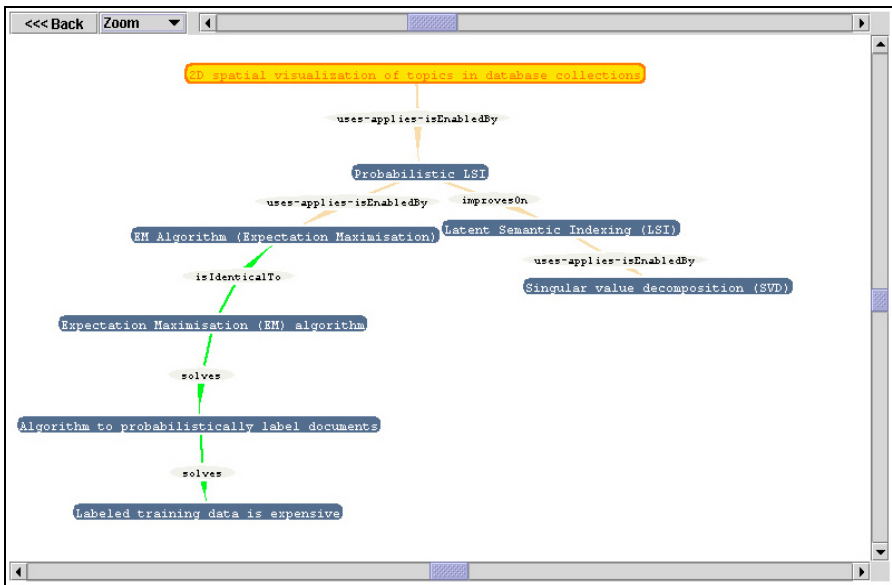 <<< Back Zoom
2D spatial visualization of topics in database collections
uses-applies-isEnabledBy
Probabilistic LSI
uses-applies-isEnabledBy improvesOn
EM Algorithm (Expectation Maximisation) Latent Semantic Indexing (LSI)
uses-applies-isEnabledBy
isIdenticalTo
Singular value decomposition (SVD)
Expectation Maximisation (EM) algorithm
solves
Algorithm to probabilistically label documents
solves
Labeled training data is expensive